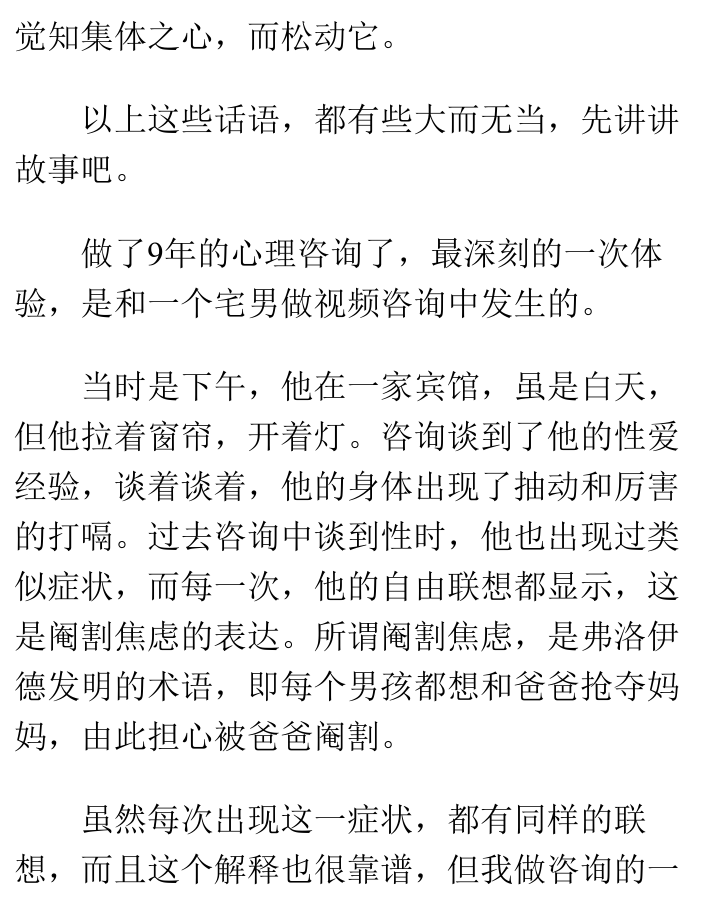 觉知集体之心，而松动它。
以上这些话语，都有些大而无当，先讲讲
故事吧。
做了9年的心理咨询了，最深刻的一次体
验，是和一个宅男做视频咨询中发生的。
当时是下午，他在一家宾馆，虽是白天，
但他拉着窗帘，开着灯。咨询谈到了他的性爱
经验，谈着谈着，他的身体出现了抽动和厉害
的打嗝。过去咨询中谈到性时，他也出现过类
似症状，而每一次，他的自由联想都显示，这
是阉割焦虑的表达。所谓阉割焦虑，是弗洛伊
德发明的术语，即每个男孩都想和爸爸抢夺妈
妈，由此担心被爸爸阉割。
虽然每次出现这一症状，都有同样的联
想，而且这个解释也很靠谱，但我做咨询的一